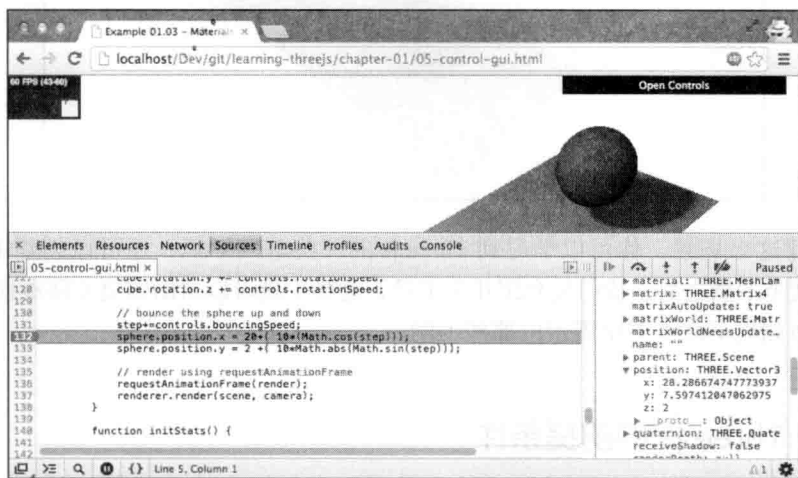 Example 01.03 - Materials ×
localhost/Dev/git/learning-threejs/chapter-01/05-control-gui.html
60 FPS (43-60)
Open Controls
× Elements Resources Network Sources Timeline Profiles Audits Console
05-control-gui.html ×
Paused
127 cube.rotation.y += controls.rotationSpeed;
128 cube.rotation.z += controls.rotationSpeed;
129
130 // bounce the sphere up and down
131 step+=controls.bouncingSpeed;
132 sphere.position.x = 20+( 10*(Math.cos(step)));
133 sphere.position.y = 2 +( 10*Math.abs(Math.sin(step)));
134
135 // render using requestAnimationFrame
136 requestAnimationFrame(render);
137 renderer.render(scene, camera);
138 }
139
140 function initStats() {
141
142
material: THREE.MeshLam
matrix: THREE.Matrix4
matrixAutoUpdate: true
matrixWorld: THREE.Matr
matrixWorldNeedsUpdate…
name: ""
parent: THREE.Scene
position: THREE.Vector3
x: 28.286674747773937
y: 7.597412047062975
z: 2
__proto__: Object
quaternion: THREE.Quate
receiveShadow: false
renderDepth: null
{} Line 5, Column 1
1